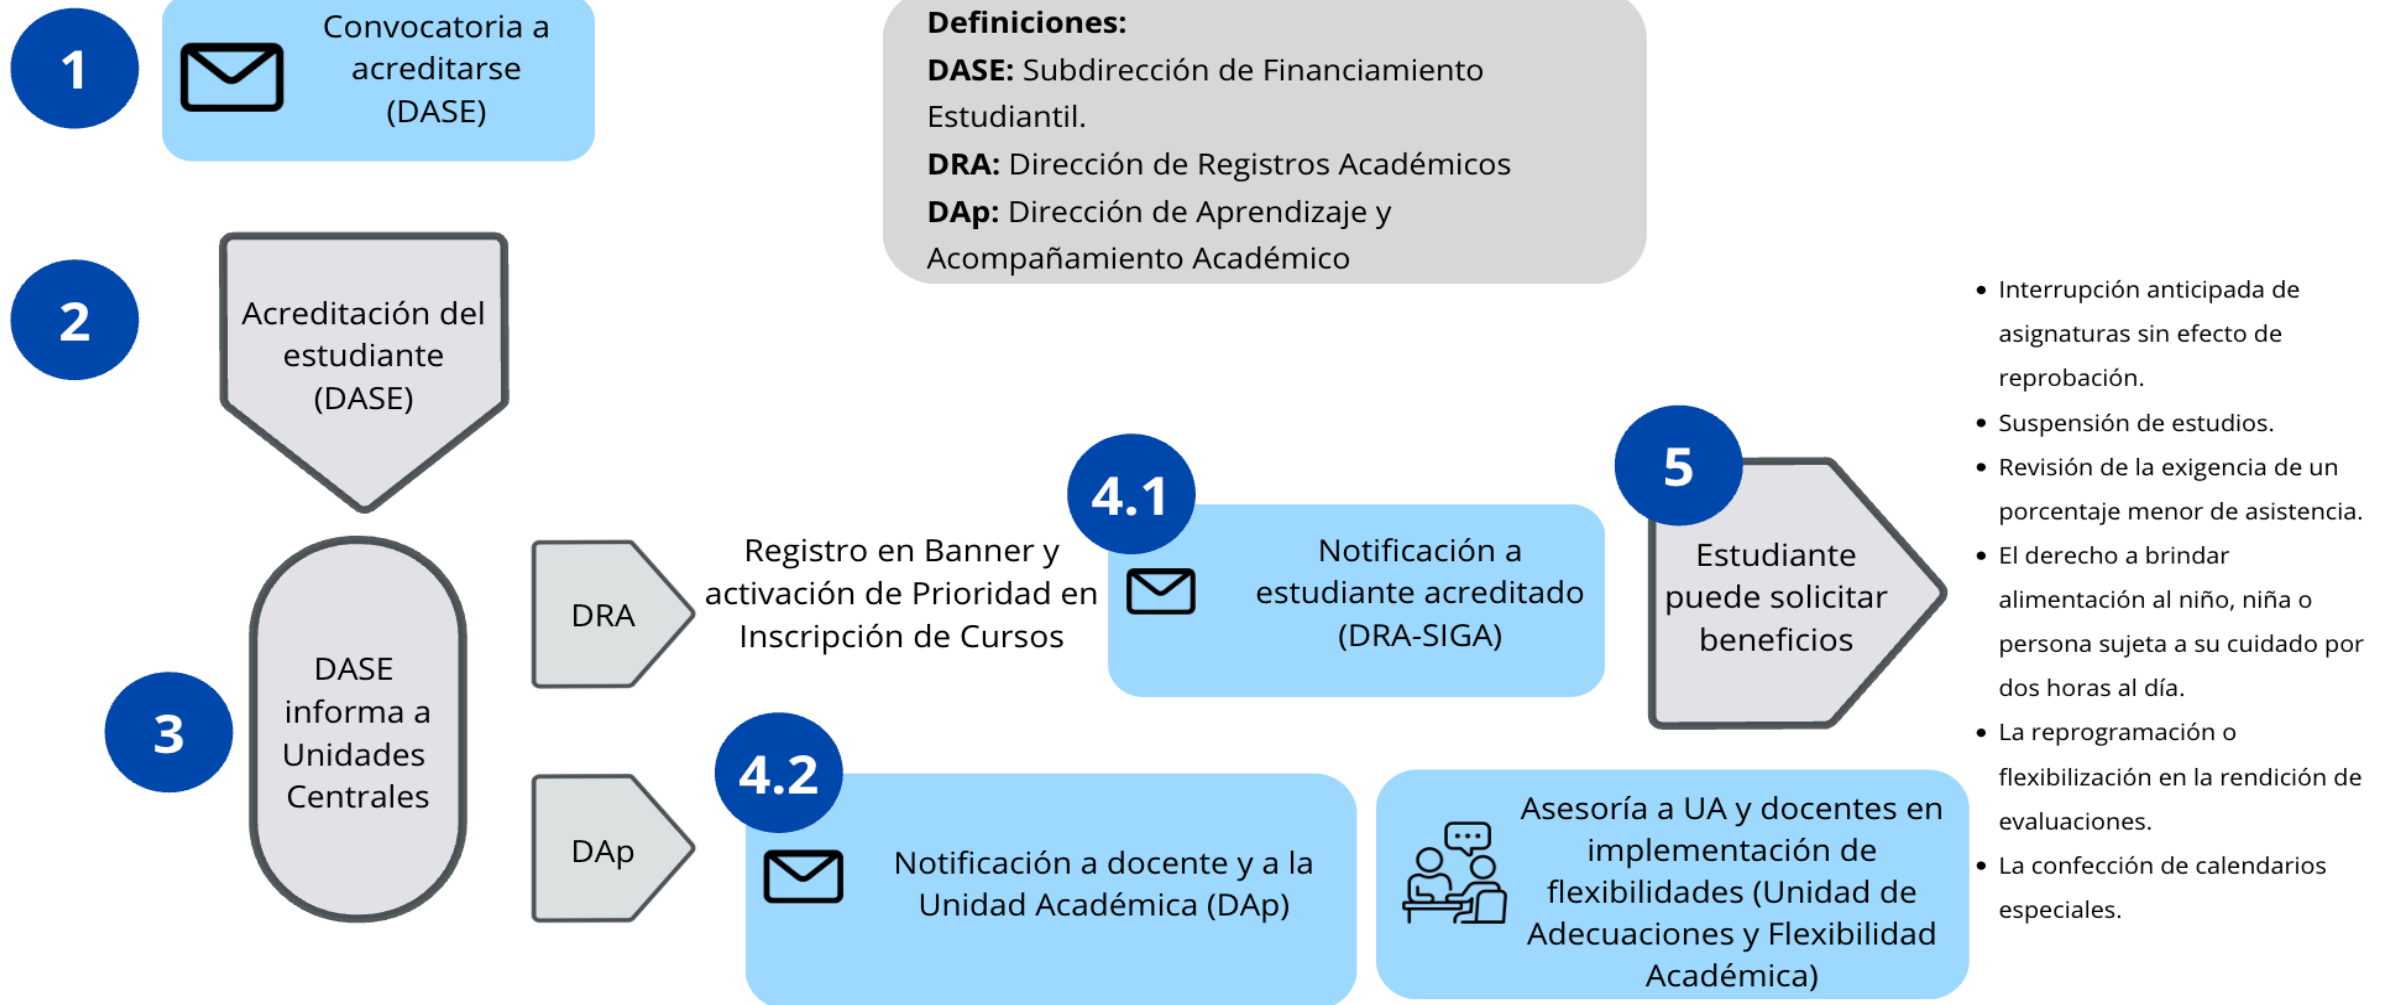 1
Convocatoria a
acreditarse
(DASE)
Definiciones:
DASE: Subdirección de Financiamiento
Estudiantil.
DRA: Dirección de Registros Académicos
DAp: Dirección de Aprendizaje y
Acompañamiento Académico
2
Acreditación del
estudiante
(DASE)
3
DASE
informa a
Unidades
Centrales
DRA
Registro en Banner y
activación de Prioridad en
Inscripción de Cursos
4.1
Notificación a
estudiante acreditado
(DRA-SIGA)
DAp
4.2
Notificación a docente y a la
Unidad Académica (DAp)
Asesoría a UA y docentes en
implementación de
flexibilidades (Unidad de
Adecuaciones y Flexibilidad
Académica)
5
Estudiante
puede solicitar
beneficios
• Interrupción anticipada de
asignaturas sin efecto de
reprobación.
• Suspensión de estudios.
• Revisión de la exigencia de un
porcentaje menor de asistencia.
• El derecho a brindar
alimentación al niño, niña o
persona sujeta a su cuidado por
dos horas al día.
• La reprogramación o
flexibilización en la rendición de
evaluaciones.
• La confección de calendarios
especiales.